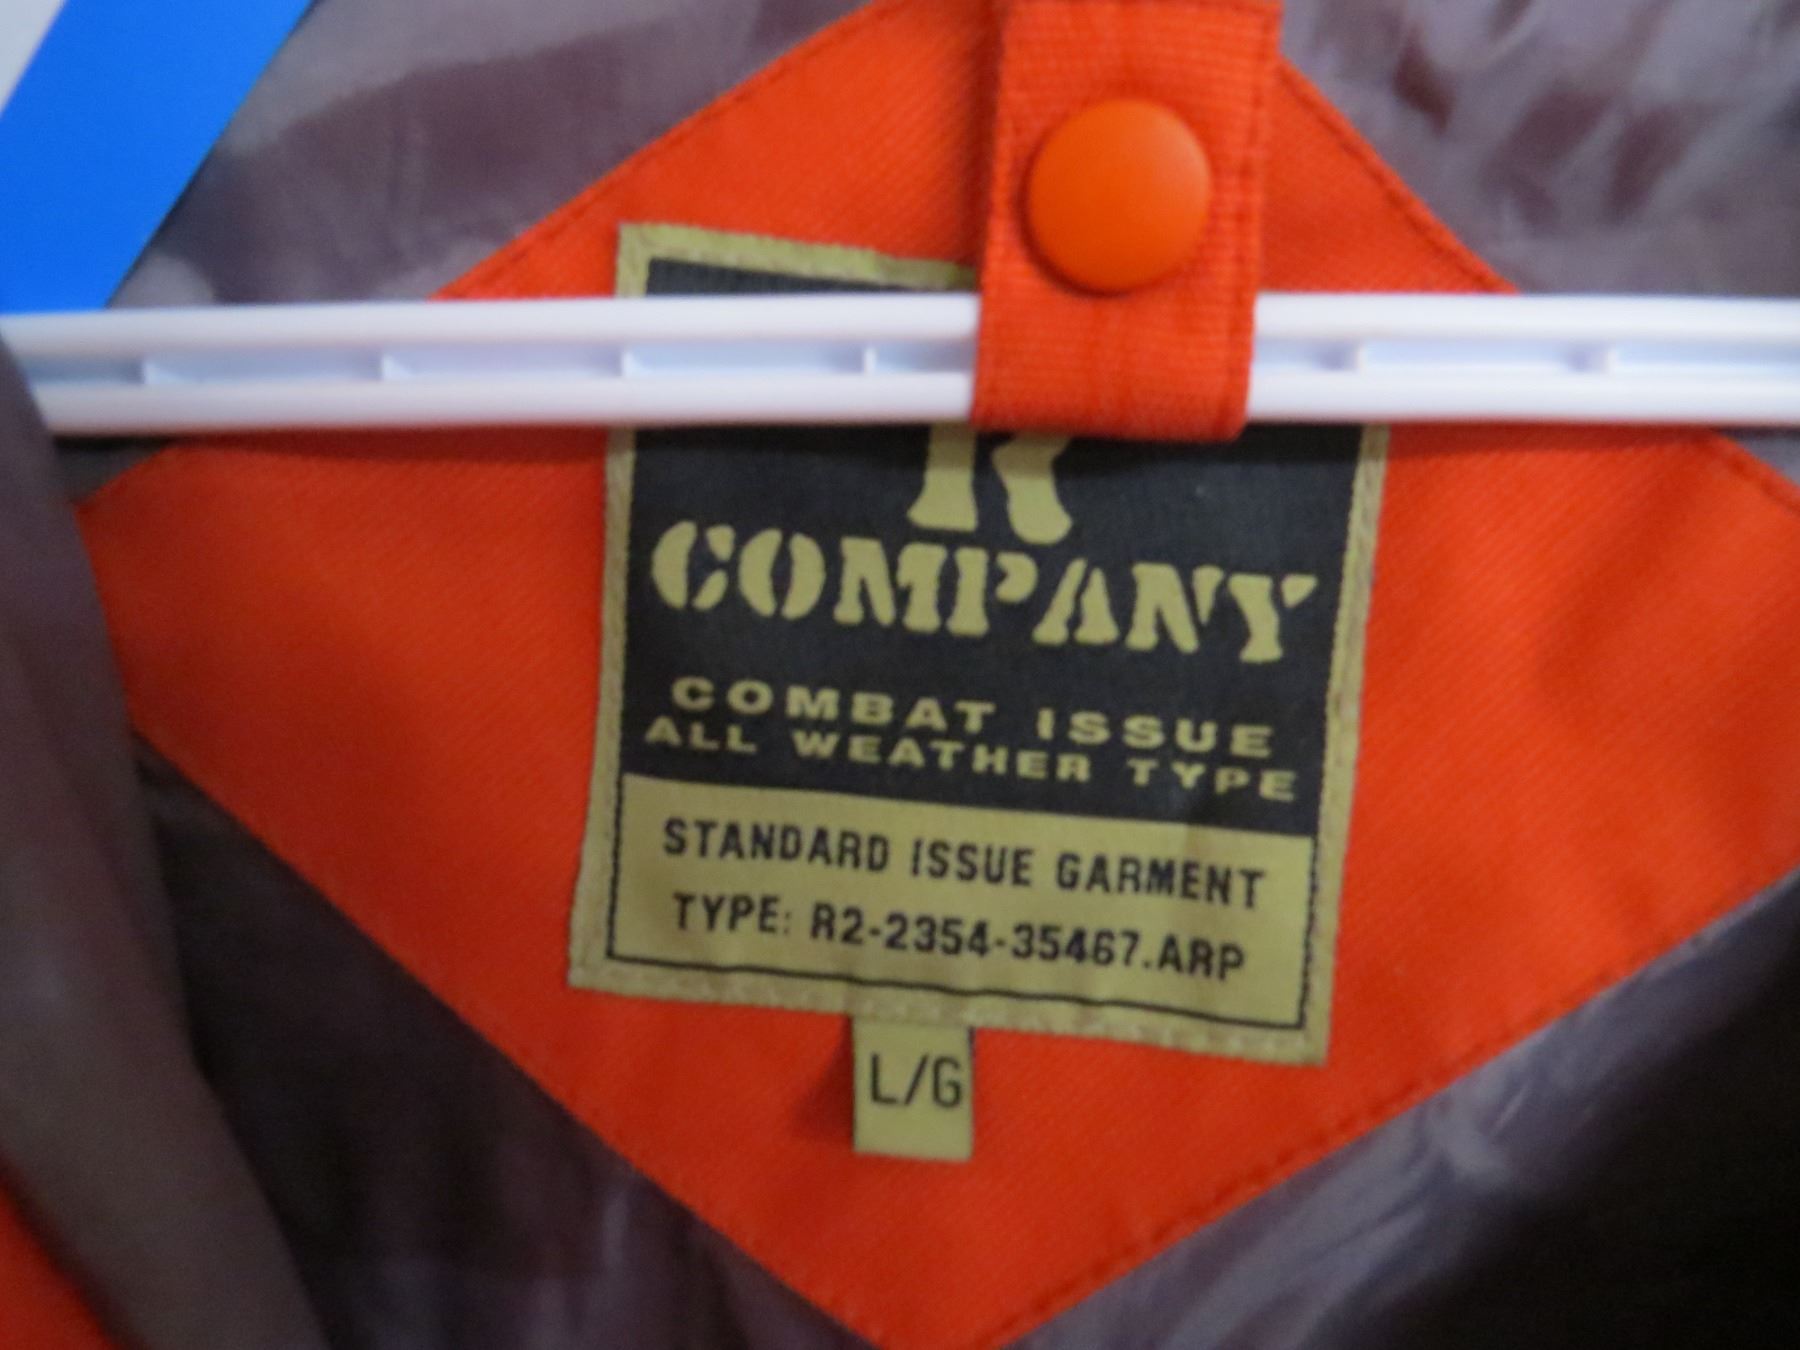 COMPANY
COMBAT ISSUE
ALL WEATHER TYPE
STANDARD ISSUE GARMENT
TYPE: R2-2354-35467.ARP
L/G